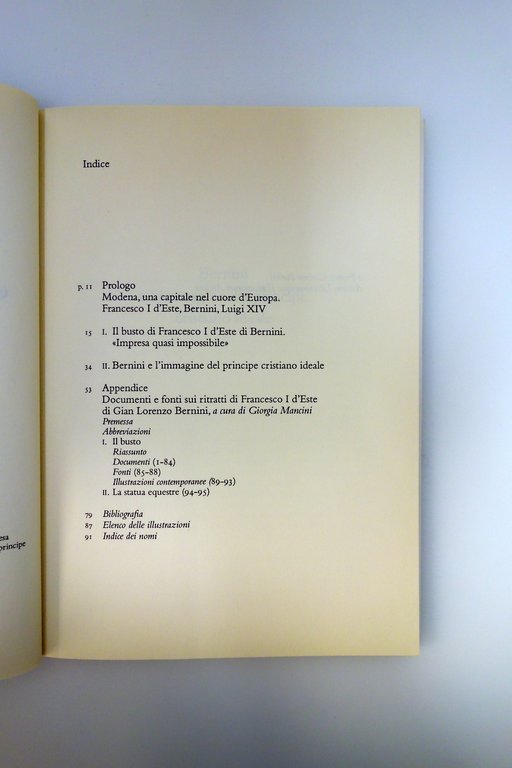 Indice
p. 11 Prologo
Modena, una capitale nel cuore d'Europa.
Francesco I d'Este, Bernini, Luigi XIV
15 I. Il busto di Francesco I d'Este di Bernini.
«Impresa quasi impossibile»
34 II. Bernini e l'immagine del principe cristiano ideale
53 Appendice
Documenti e fonti sui ritratti di Francesco I d'Este
di Gian Lorenzo Bernini, a cura di Giorgia Mancini
Premessa
Abbreviazioni
I. Il busto
Riassunto
Documenti (1-84)
Fonti (85-88)
Illustrazioni contemporanee (89-93)
II. La statua equestre (94-95)
79 Bibliografia
87 Elenco delle illustrazioni
91 Indice dei nomi
principe